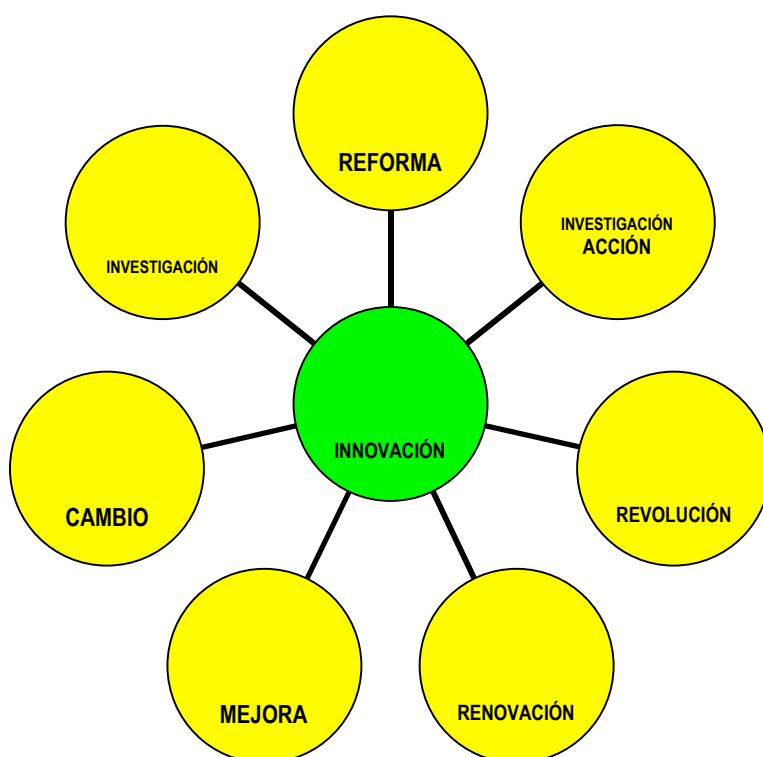 REFORMA
INVESTIGACIÓN
ACCIÓN
INVESTIGACIÓN
INNOVACIÓN
CAMBIO
REVOLUCIÓN
MEJORA
RENOVACIÓN